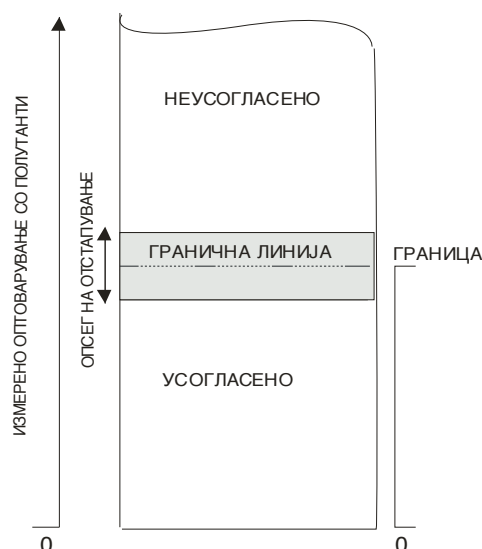 НЕУСОГЛАСЕНО
ИЗМЕРЕНО ОПТОВАРУВАЊЕ СО ПОЛУТАНТИ
ОПСЕГ НА ОТСТАПУВАЊЕ
ГРАНИЧНА ЛИНИЈА
ГРАНИЦА
УСОГЛАСЕНО
0
0